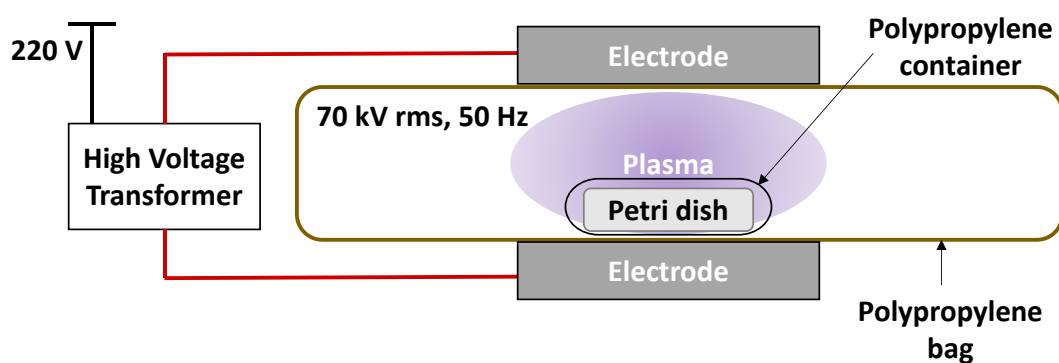 220 V
High Voltage
Transformer
Electrode
70 kV rms, 50 Hz
Plasma
Petri dish
Electrode
Polypropylene
container
Polypropylene
bag